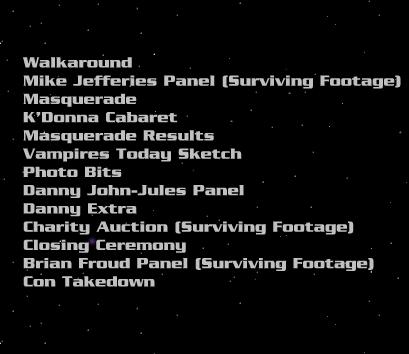 Walkaround
Mike Jefferies Panel (Surviving Footage)
Masquerade
K'Donna Cabaret
Masquerade Results
Vampires Today Sketch
Photo Bits
Danny John-Jules Panel
Danny Extra
Charity Auction (Surviving Footage)
Closing Ceremony
Brian Froud Panel (Surviving Footage)
Con Takedown